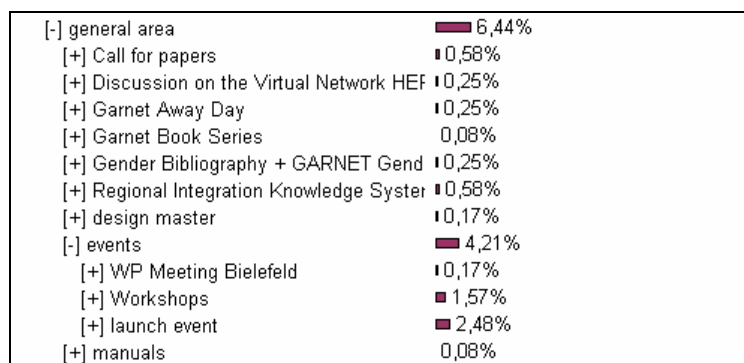 [-] general area 6,44%
[+] Call for papers 0,58%
[+] Discussion on the Virtual Network HEF 0,25%
[+] Garnet Away Day 0,25%
[+] Garnet Book Series 0,08%
[+] Gender Bibliography + GARNET Gend 0,25%
[+] Regional Integration Knowledge System 0,58%
[+] design master 0,17%
[-] events 4,21%
[+] WP Meeting Bielefeld 0,17%
[+] Workshops 1,57%
[+] launch event 2,48%
[+] manuals 0,08%